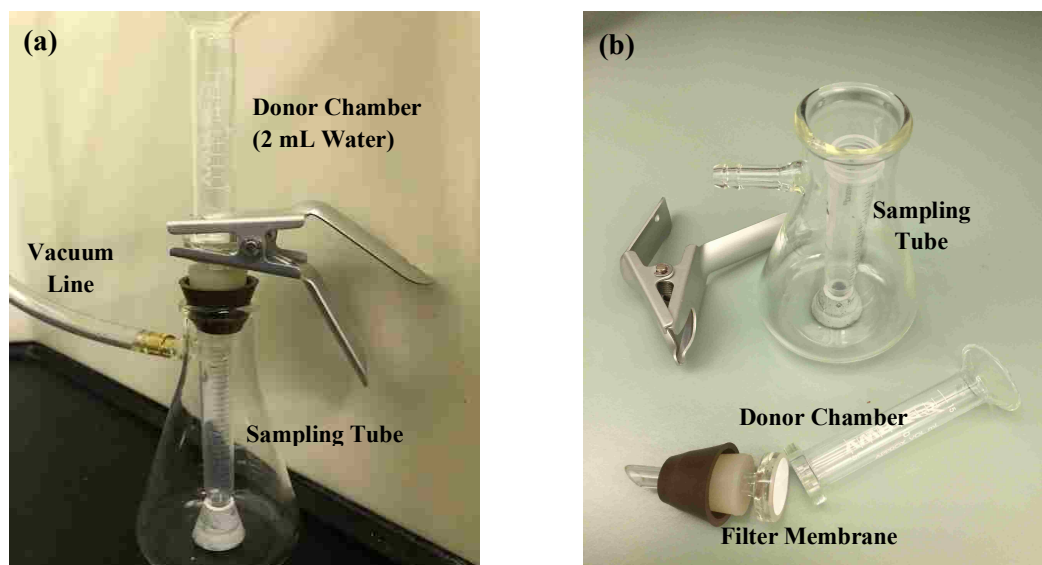 (a)
Donor Chamber
(2 mL Water)
Vacuum
Line
Sampling Tube
(b)
Sampling
Tube
Donor Chamber
Filter Membrane